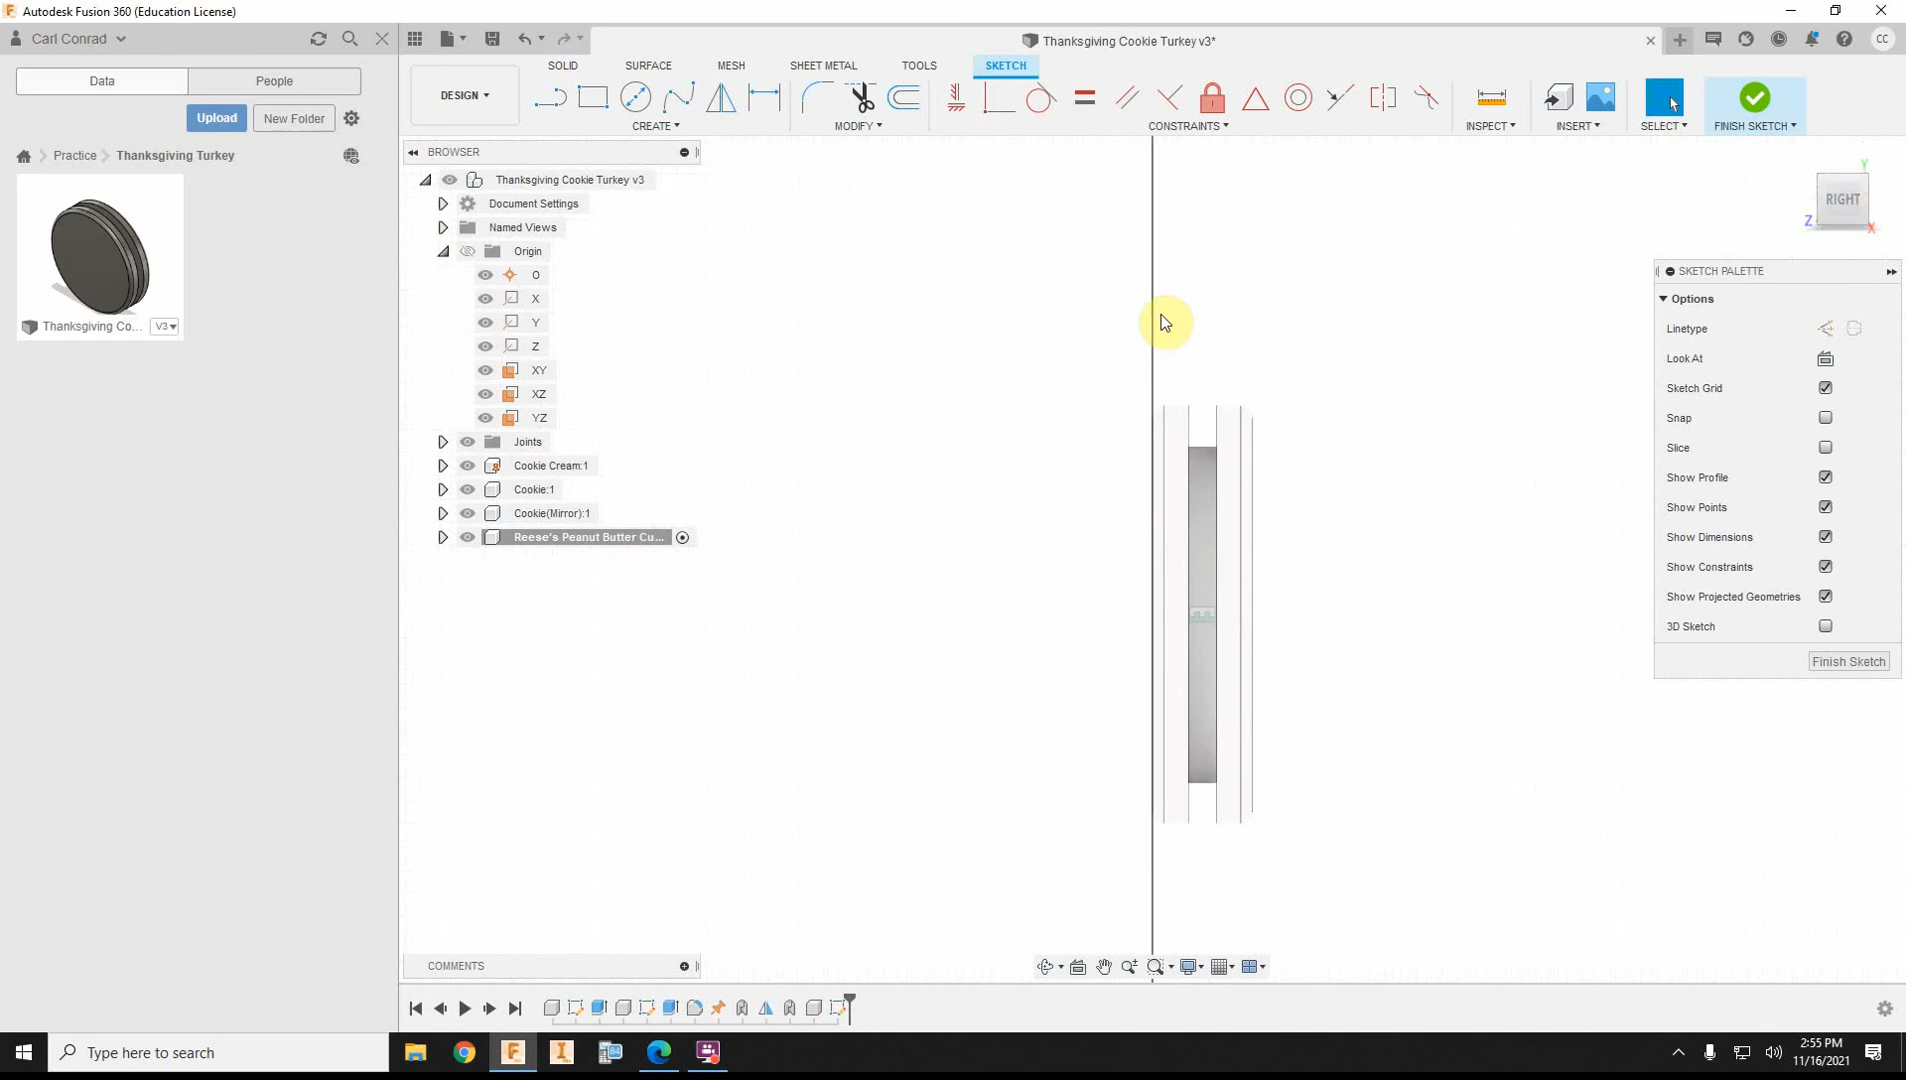 Autodesk Fusion 360 (Education License)
Carl Conrad
Data
People
Upload
New Folder
Practice
Thanksgiving Turkey
Thanksgiving Co...
V3
Thanksgiving Cookie Turkey v3*
CC
DESIGN
SOLID
SURFACE
MESH
SHEET METAL
TOOLS
SKETCH
CREATE
MODIFY
CONSTRAINTS
INSPECT
INSERT
SELECT
FINISH SKETCH
BROWSER
Thanksgiving Cookie Turkey v3
Document Settings
Named Views
Origin
O
X
Y
Z
XY
XZ
YZ
Joints
Cookie Cream:1
Cookie:1
Cookie(Mirror):1
Reese's Peanut Butter Cu...
Y
RIGHT
Z
X
SKETCH PALETTE
Options
Linetype
Look At
Sketch Grid
Snap
Slice
Show Profile
Show Points
Show Dimensions
Show Constraints
Show Projected Geometries
3D Sketch
Finish Sketch
COMMENTS
Type here to search
2:55 PM
11/16/2021